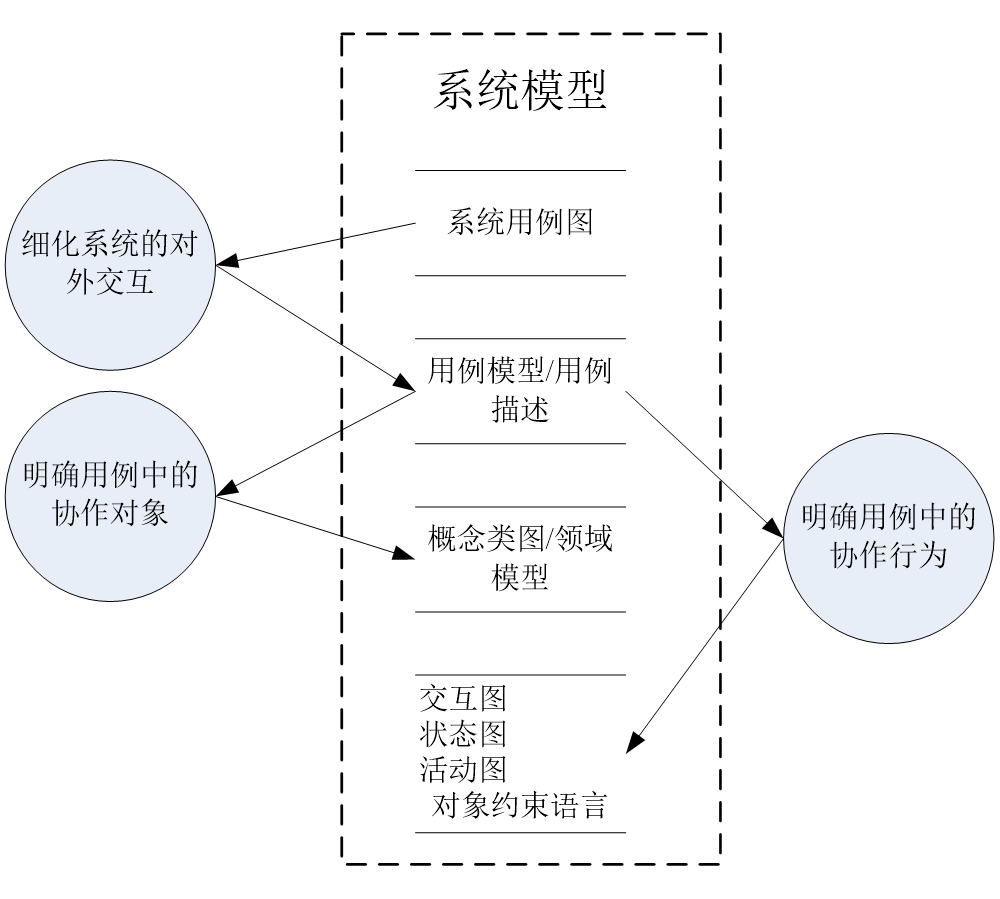 系统模型
系统用例图
细化系统的对
外交互
用例模型/用例
描述
明确用例中的
协作对象
概念类图/领域
模型
明确用例中的
协作行为
交互图
状态图
活动图
对象约束语言